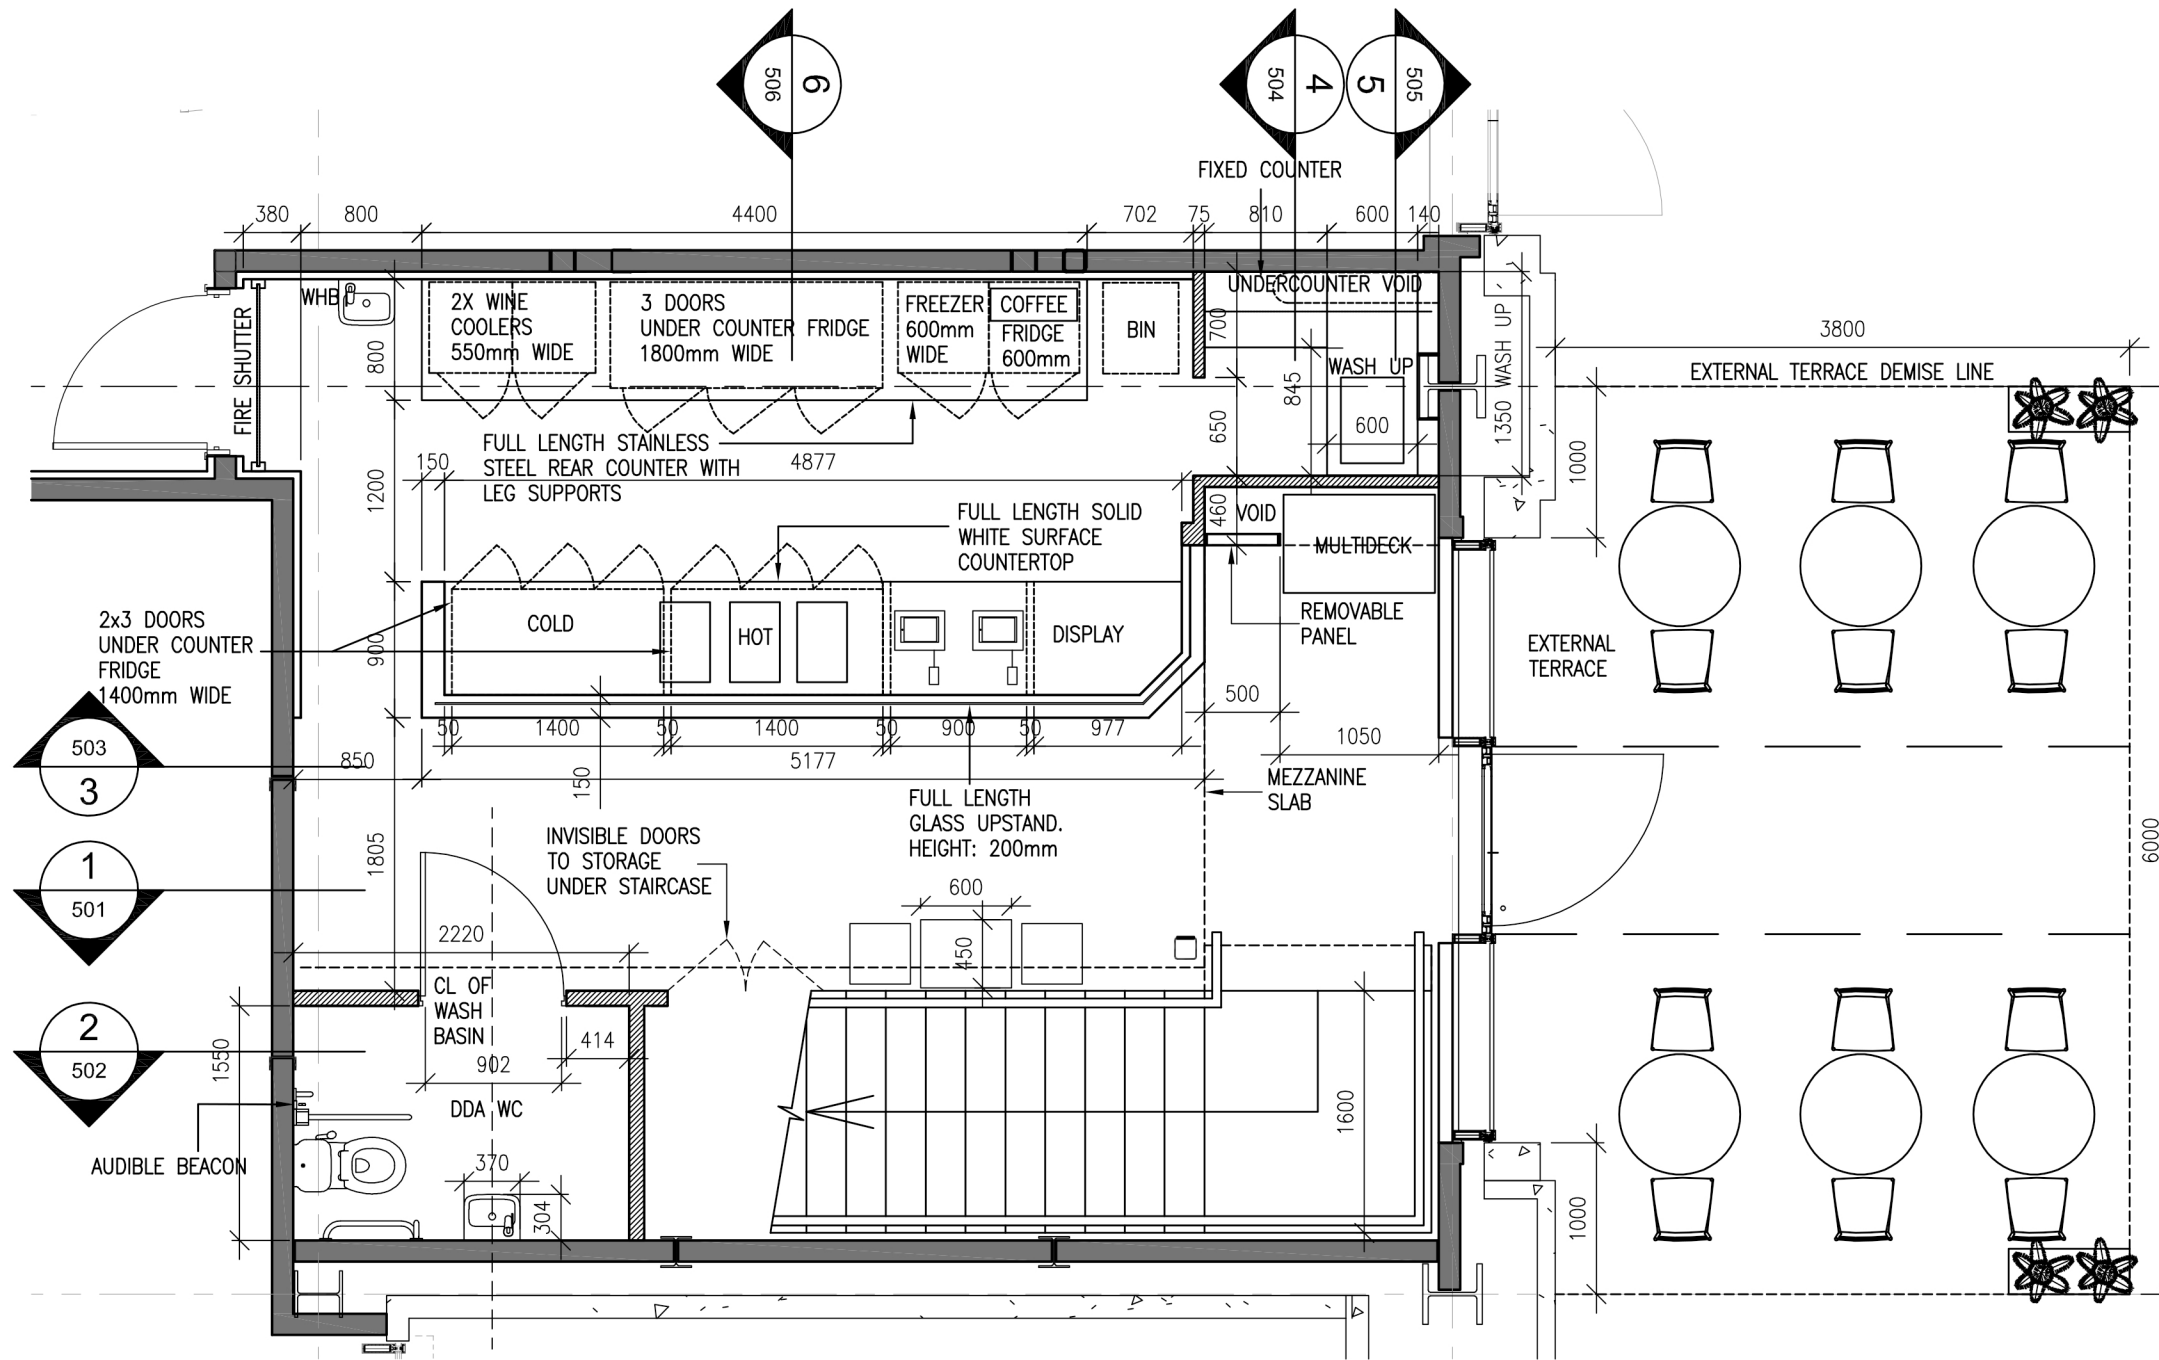 6
506
4
504
5
505
FIXED COUNTER
380
800
4400
702
75
810
600
140
WHB
2X WINE
COOLERS
550mm WIDE
3 DOORS
UNDER COUNTER FRIDGE
1800mm WIDE
FREEZER
600mm
WIDE
COFFEE
FRIDGE
600mm
BIN
UNDERCOUNTER VOID
FIRE SHUTTER
800
700
845
WASH UP
1350 WASH UP
3800
EXTERNAL TERRACE DEMISE LINE
FULL LENGTH STAINLESS
STEEL REAR COUNTER WITH
LEG SUPPORTS
650
600
1000
150
4877
1200
460
VOID
FULL LENGTH SOLID
WHITE SURFACE
COUNTERTOP
MULTIDECK
2x3 DOORS
UNDER COUNTER
FRIDGE
1400mm WIDE
900
COLD
HOT
DISPLAY
REMOVABLE
PANEL
EXTERNAL
TERRACE
500
50
1400
50
1400
50
900
50
977
1050
503
3
850
150
5177
MEZZANINE
SLAB
FULL LENGTH
GLASS UPSTAND.
HEIGHT: 200mm
INVISIBLE DOORS
TO STORAGE
UNDER STAIRCASE
1805
6000
1
501
600
450
2220
CL OF
WASH
BASIN
2
502
1550
414
902
DDA WC
1600
AUDIBLE BEACON
370
304
1000